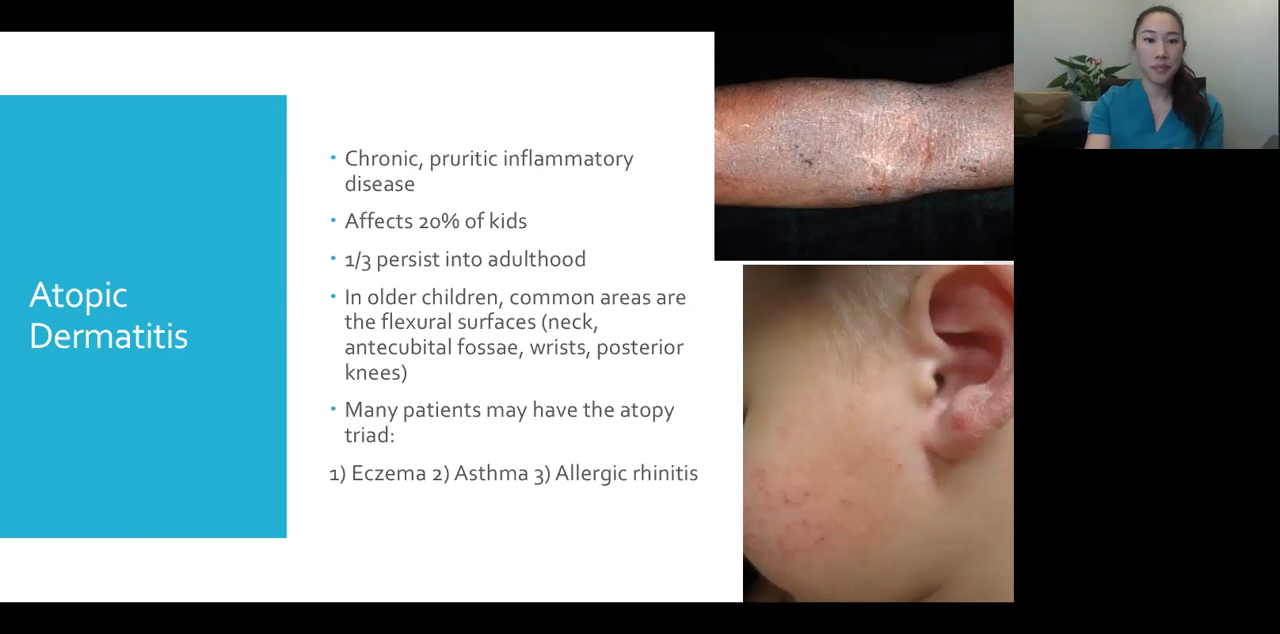 Atopic
Dermatitis
• Chronic, pruritic inflammatory
disease
• Affects 20% of kids
• 1/3 persist into adulthood
• In older children, common areas are
the flexural surfaces (neck,
antecubital fossae, wrists, posterior
knees)
• Many patients may have the atopy
triad:
1) Eczema 2) Asthma 3) Allergic rhinitis